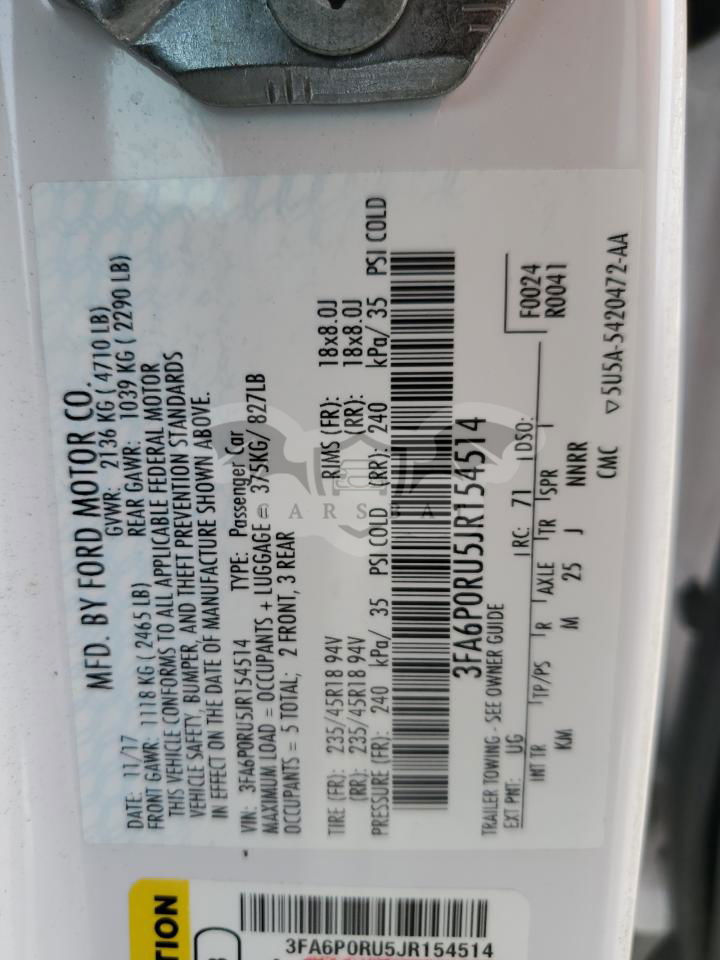 MFD. BY FORD MOTOR CO.
DATE: 11/17 GVWR: 2136 KG ( 4710 LB)
FRONT GAWR: 1118 KG ( 2465 LB) REAR GAWR: 1039 KG ( 2290 LB)
THIS VEHICLE CONFORMS TO ALL APPLICABLE FEDERAL MOTOR
VEHICLE SAFETY, BUMPER, AND THEFT PREVENTION STANDARDS
IN EFFECT ON THE DATE OF MANUFACTURE SHOWN ABOVE.
VIN: 3FA6P0RU5JR154514 TYPE: Passenger Car
MAXIMUM LOAD = OCCUPANTS + LUGGAGE = 375KG/ 827LB
OCCUPANTS = 5 TOTAL; 2 FRONT, 3 REAR
TIRE (FR): 235/45R18 94V RIMS (FR): 18x8.0J
(RR): 235/45R18 94V (RR): 18x8.0J
PRESSURE (FR): 240 kPa/ 35 PSI COLD (RR): 240 kPa/ 35 PSI COLD
3FA6P0RU5JR154514
TRAILER TOWING - SEE OWNER GUIDE
EXT PNT: UG RC: 71 DSO: F0024
R0041
INT TR TP/PS R AXLE TR SPR
KM M 25 J NNRR
CMC 5U5A-5420472-AA
3FA6P0RU5JR154514